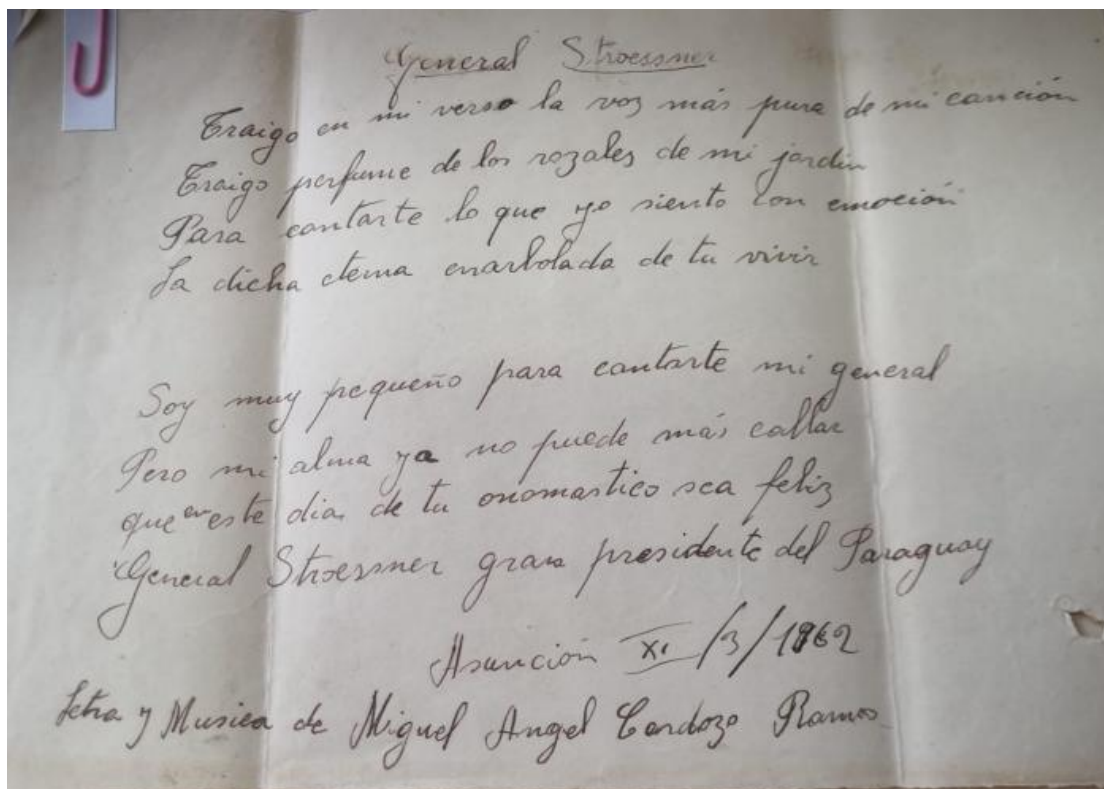 General Stroessner
Traigo en mi verso la voz más pura de mi canción
Traigo perfume de los rozales de mi jardin
Para cantarte lo que yo siento con emoción
La dicha eterna enarbolada de tu vivir
Soy muy pequeño para cantarte mi general
Pero mi alma ya no puede más callar
que en este dia de tu onomastico sea feliz
General Stroessner gran presidente del Paraguay
Asunción XI/3/1962
Letra y Musica de Miguel Angel Cardozo Ramos